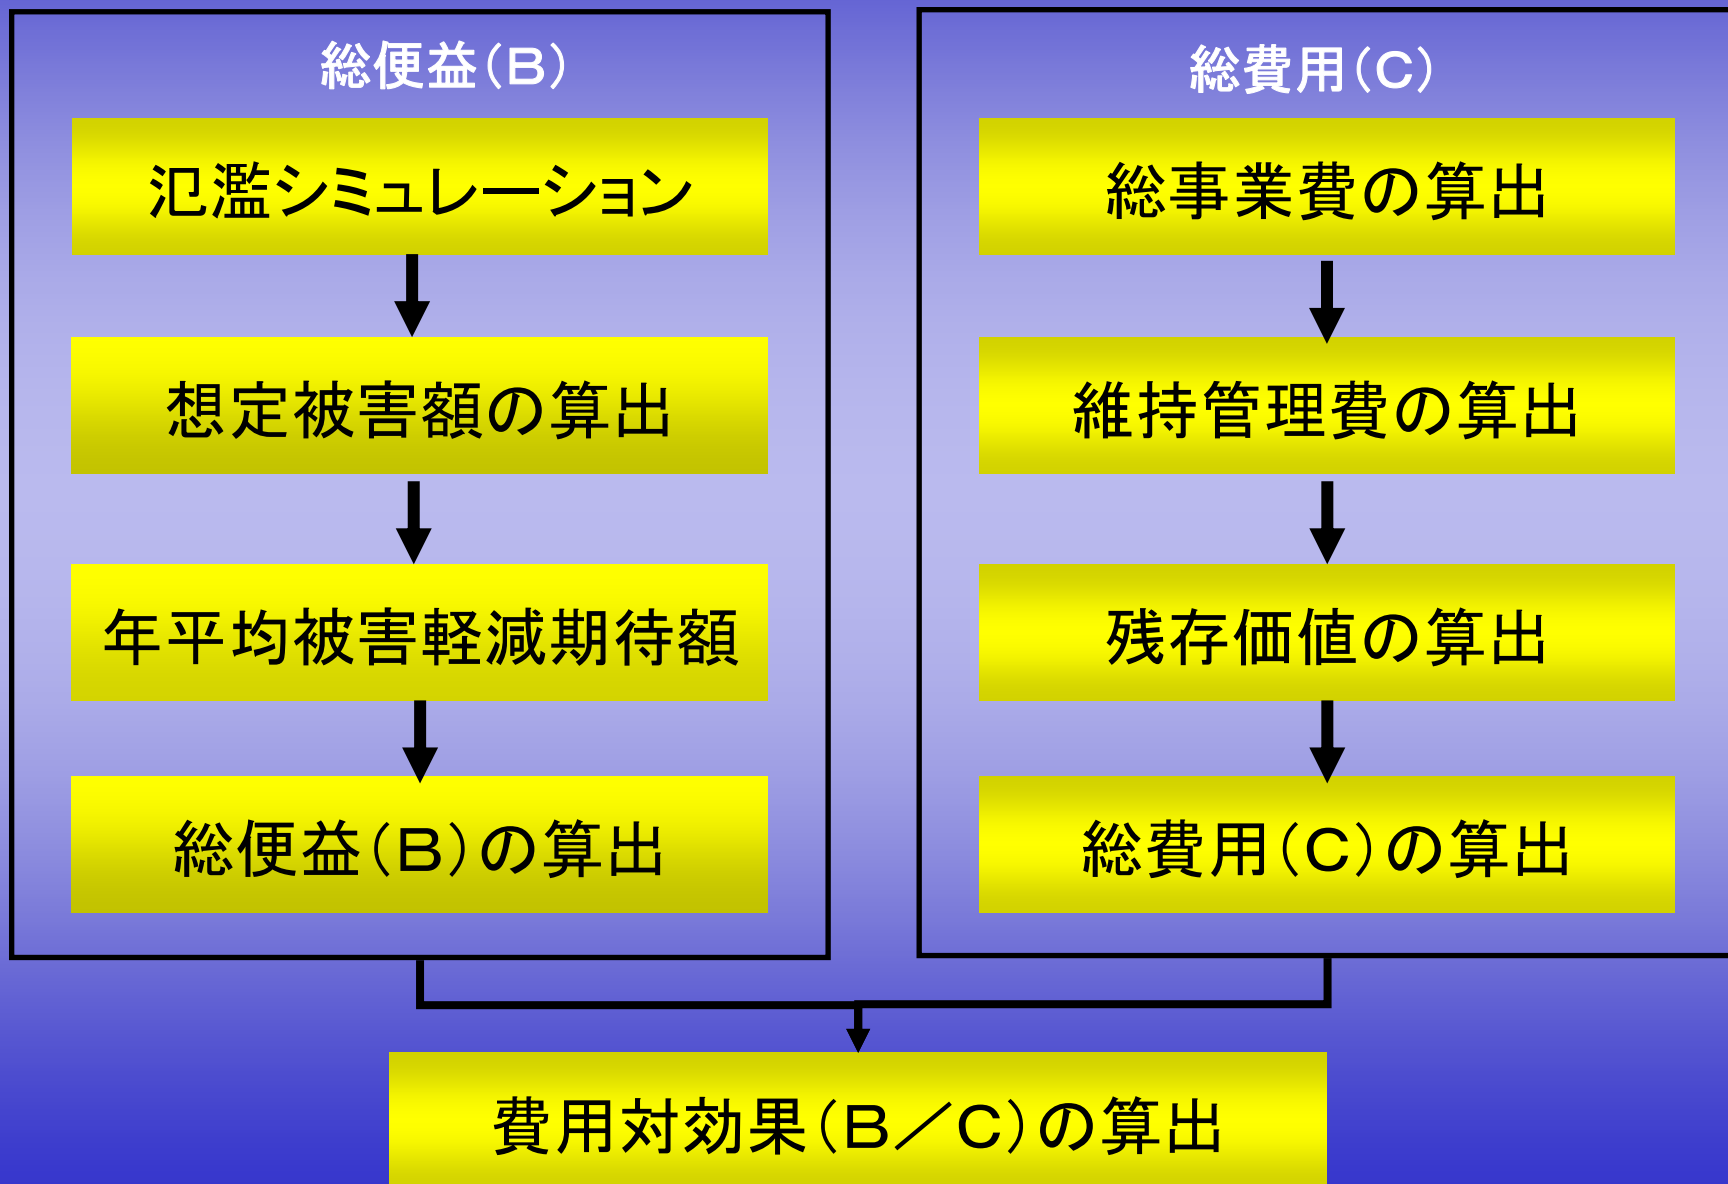 総便益（B）
氾濫シミュレーション
想定被害額の算出
年平均被害軽減期待額
総便益（B）の算出
総費用（C）
総事業費の算出
維持管理費の算出
残存価値の算出
総費用（C）の算出
費用対効果（B／C）の算出